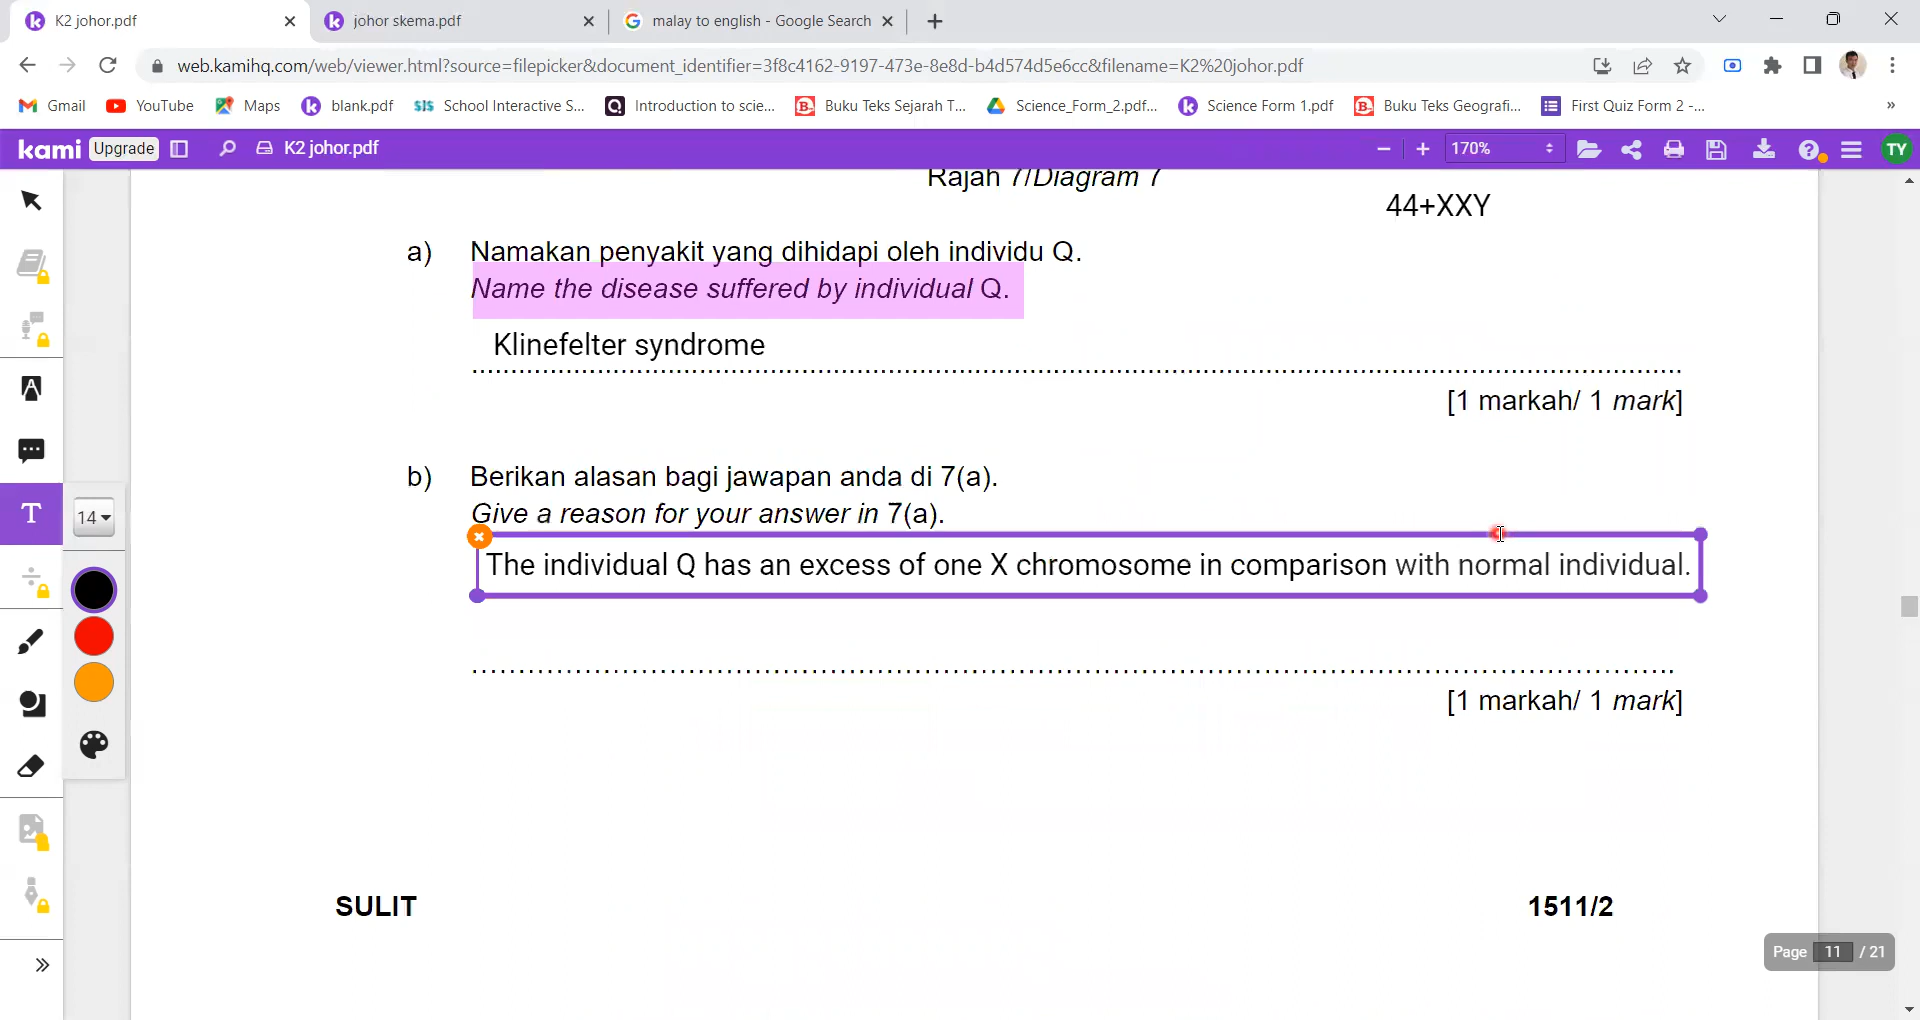 K2 johor.pdf
johor skema.pdf
malay to english - Google Search
web.kamihq.com/web/viewer.html?source=filepicker&document_identifier=3f8c4162-9197-473e-8e8d-b4d574d5e6cc&filename=K2%20johor.pdf
Gmail YouTube Maps blank.pdf School Interactive S... Introduction to scie... Buku Teks Sejarah T... Science_Form_2.pdf... Science Form 1.pdf Buku Teks Geografi... First Quiz Form 2 -... »
kami Upgrade K2 johor.pdf 170% TY
Rajah 7/Diagram 7
44+XXY
a) Namakan penyakit yang dihidapi oleh individu Q.
Name the disease suffered by individual Q.
Klinefelter syndrome
[1 markah/ 1 mark]
b) Berikan alasan bagi jawapan anda di 7(a).
Give a reason for your answer in 7(a).
T 14
The individual Q has an excess of one X chromosome in comparison with normal individual.
[1 markah/ 1 mark]
SULIT 1511/2
Page 11 / 21